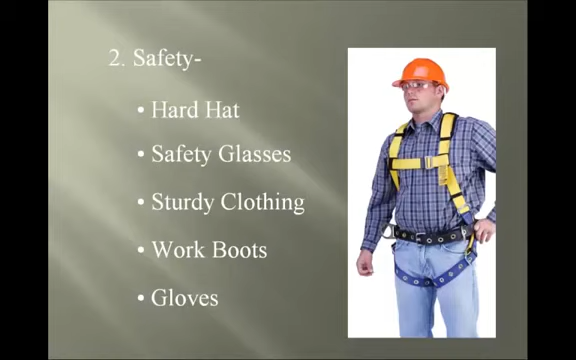 2. Safety-
• Hard Hat
• Safety Glasses
• Sturdy Clothing
• Work Boots
• Gloves